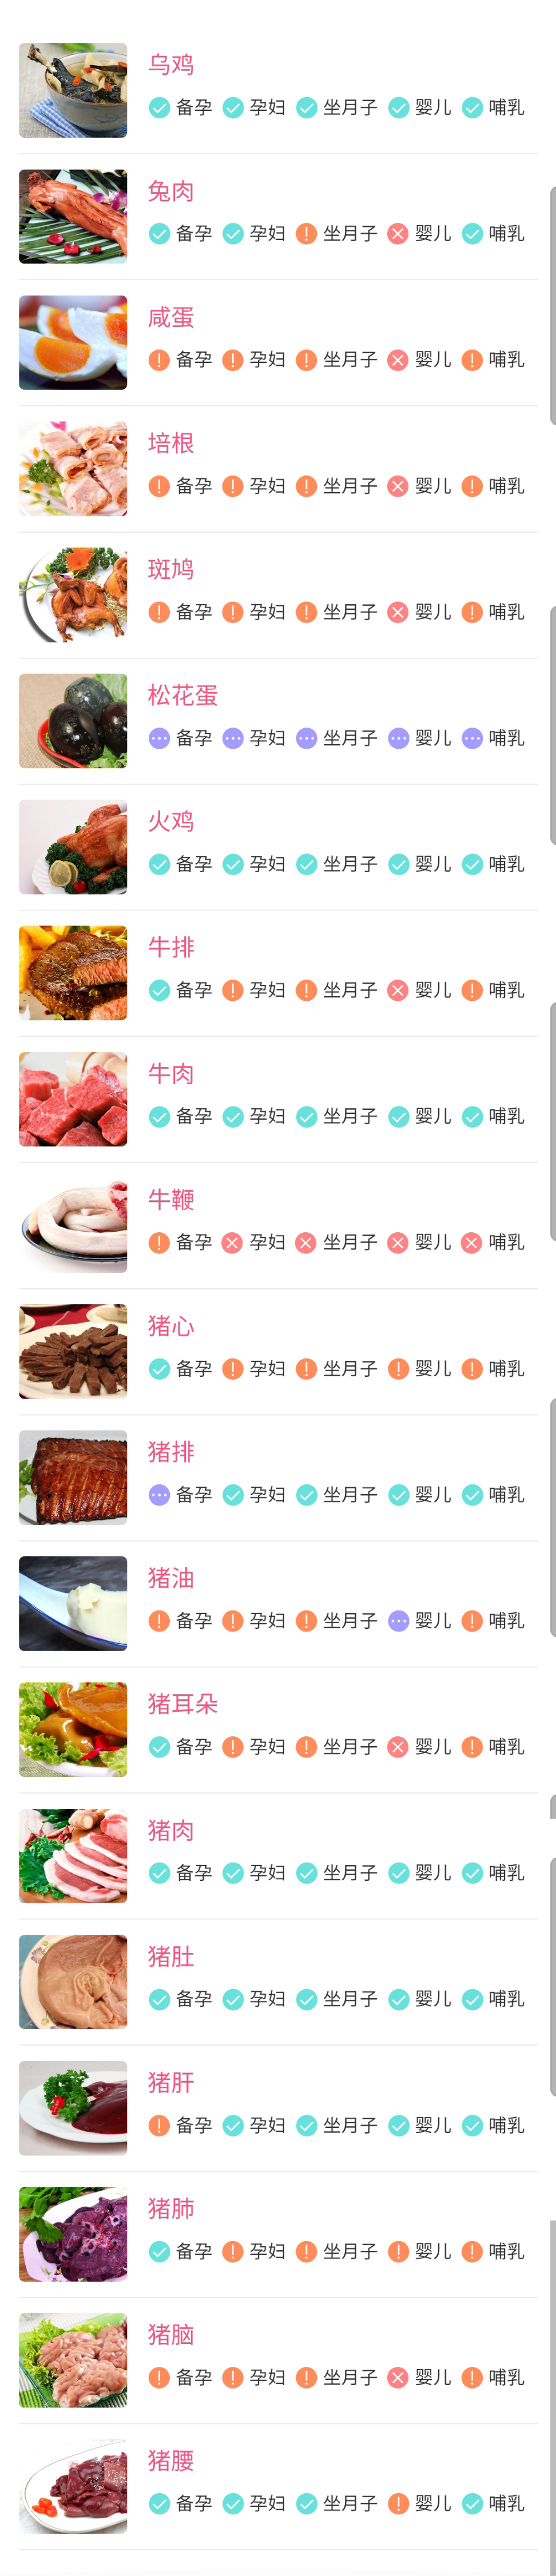 乌鸡
备孕 孕妇 坐月子 婴儿 哺乳
兔肉
备孕 孕妇 坐月子 婴儿 哺乳
咸蛋
备孕 孕妇 坐月子 婴儿 哺乳
培根
备孕 孕妇 坐月子 婴儿 哺乳
斑鸠
备孕 孕妇 坐月子 婴儿 哺乳
松花蛋
备孕 孕妇 坐月子 婴儿 哺乳
火鸡
备孕 孕妇 坐月子 婴儿 哺乳
牛排
备孕 孕妇 坐月子 婴儿 哺乳
牛肉
备孕 孕妇 坐月子 婴儿 哺乳
牛鞭
备孕 孕妇 坐月子 婴儿 哺乳
猪心
备孕 孕妇 坐月子 婴儿 哺乳
猪排
备孕 孕妇 坐月子 婴儿 哺乳
猪油
备孕 孕妇 坐月子 婴儿 哺乳
猪耳朵
备孕 孕妇 坐月子 婴儿 哺乳
猪肉
备孕 孕妇 坐月子 婴儿 哺乳
猪肚
备孕 孕妇 坐月子 婴儿 哺乳
猪肝
备孕 孕妇 坐月子 婴儿 哺乳
猪肺
备孕 孕妇 坐月子 婴儿 哺乳
猪脑
备孕 孕妇 坐月子 婴儿 哺乳
猪腰
备孕 孕妇 坐月子 婴儿 哺乳